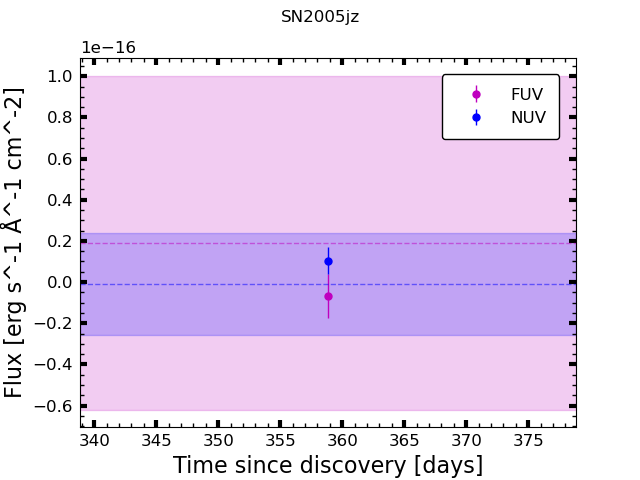 SN2005jz
1e−16
FUV
NUV
1.0
0.8
0.6
0.4
0.2
0.0
−0.2
−0.4
−0.6
Flux [erg s^-1 Å^-1 cm^-2]
340 345 350 355 360 365 370 375
Time since discovery [days]